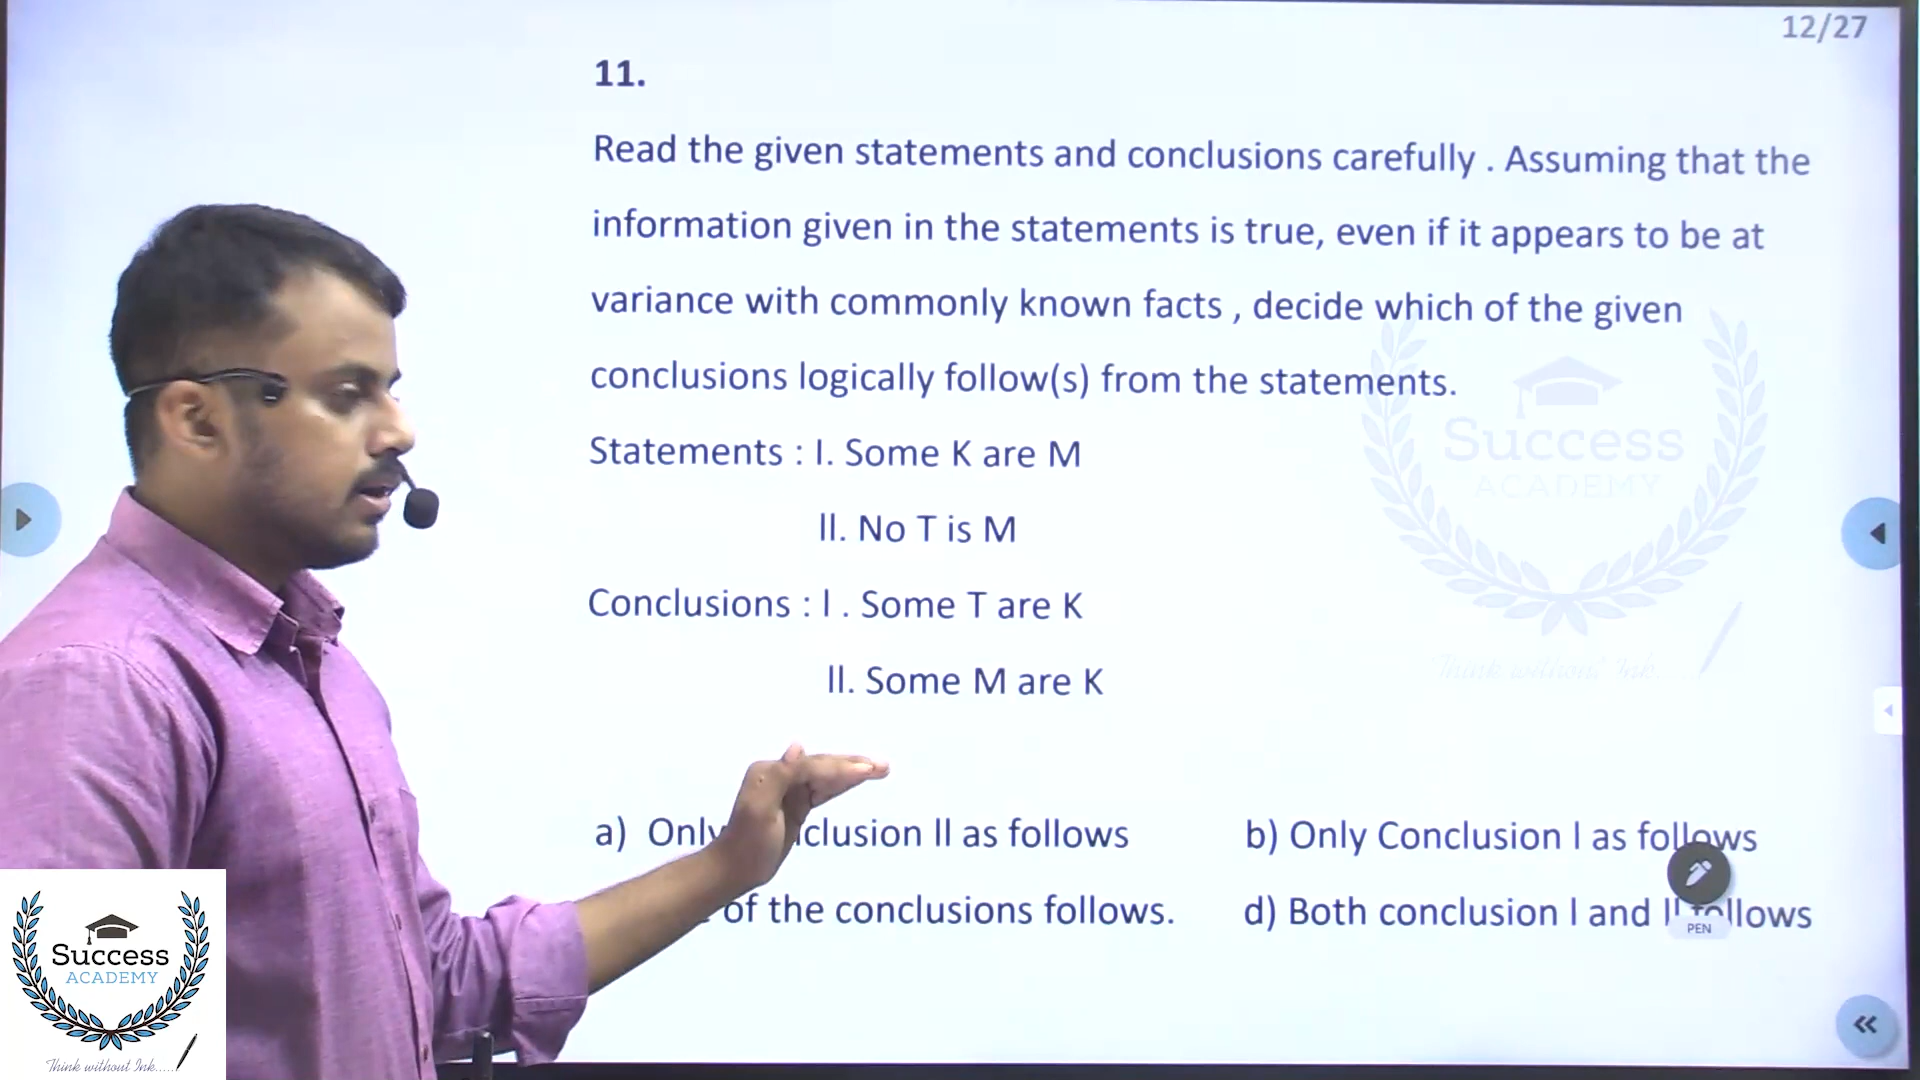 12/27
11.
Read the given statements and conclusions carefully . Assuming that the
information given in the statements is true, even if it appears to be at
variance with commonly known facts , decide which of the given
conclusions logically follow(s) from the statements.
Success
ACADEMY
Think without Ink.....
Statements : I. Some K are M
II. No T is M
Conclusions : I . Some T are K
II. Some M are K
a) Only II as follows
b) Only Conclusion I as follows
of the conclusions follows.
d) Both conclusion I and II follows
PEN
Success
ACADEMY
Think without Ink.....